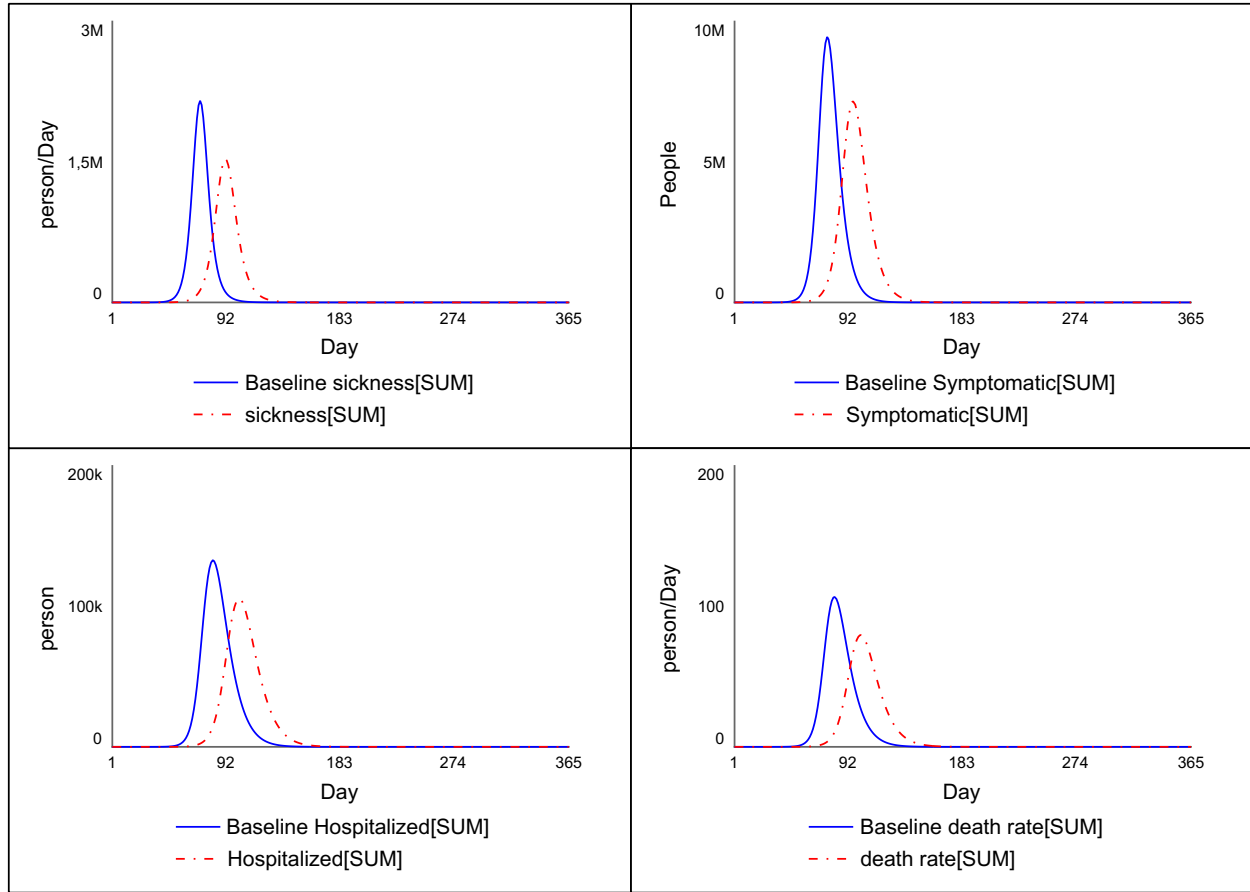 3M
person/Day
1,5M
0
1 92 183 274 365
Day
Baseline sickness[SUM]
sickness[SUM]
10M
People
5M
0
1 92 183 274 365
Day
Baseline Symptomatic[SUM]
Symptomatic[SUM]
200k
person
100k
0
1 92 183 274 365
Day
Baseline Hospitalized[SUM]
Hospitalized[SUM]
200
person/Day
100
0
1 92 183 274 365
Day
Baseline death rate[SUM]
death rate[SUM]